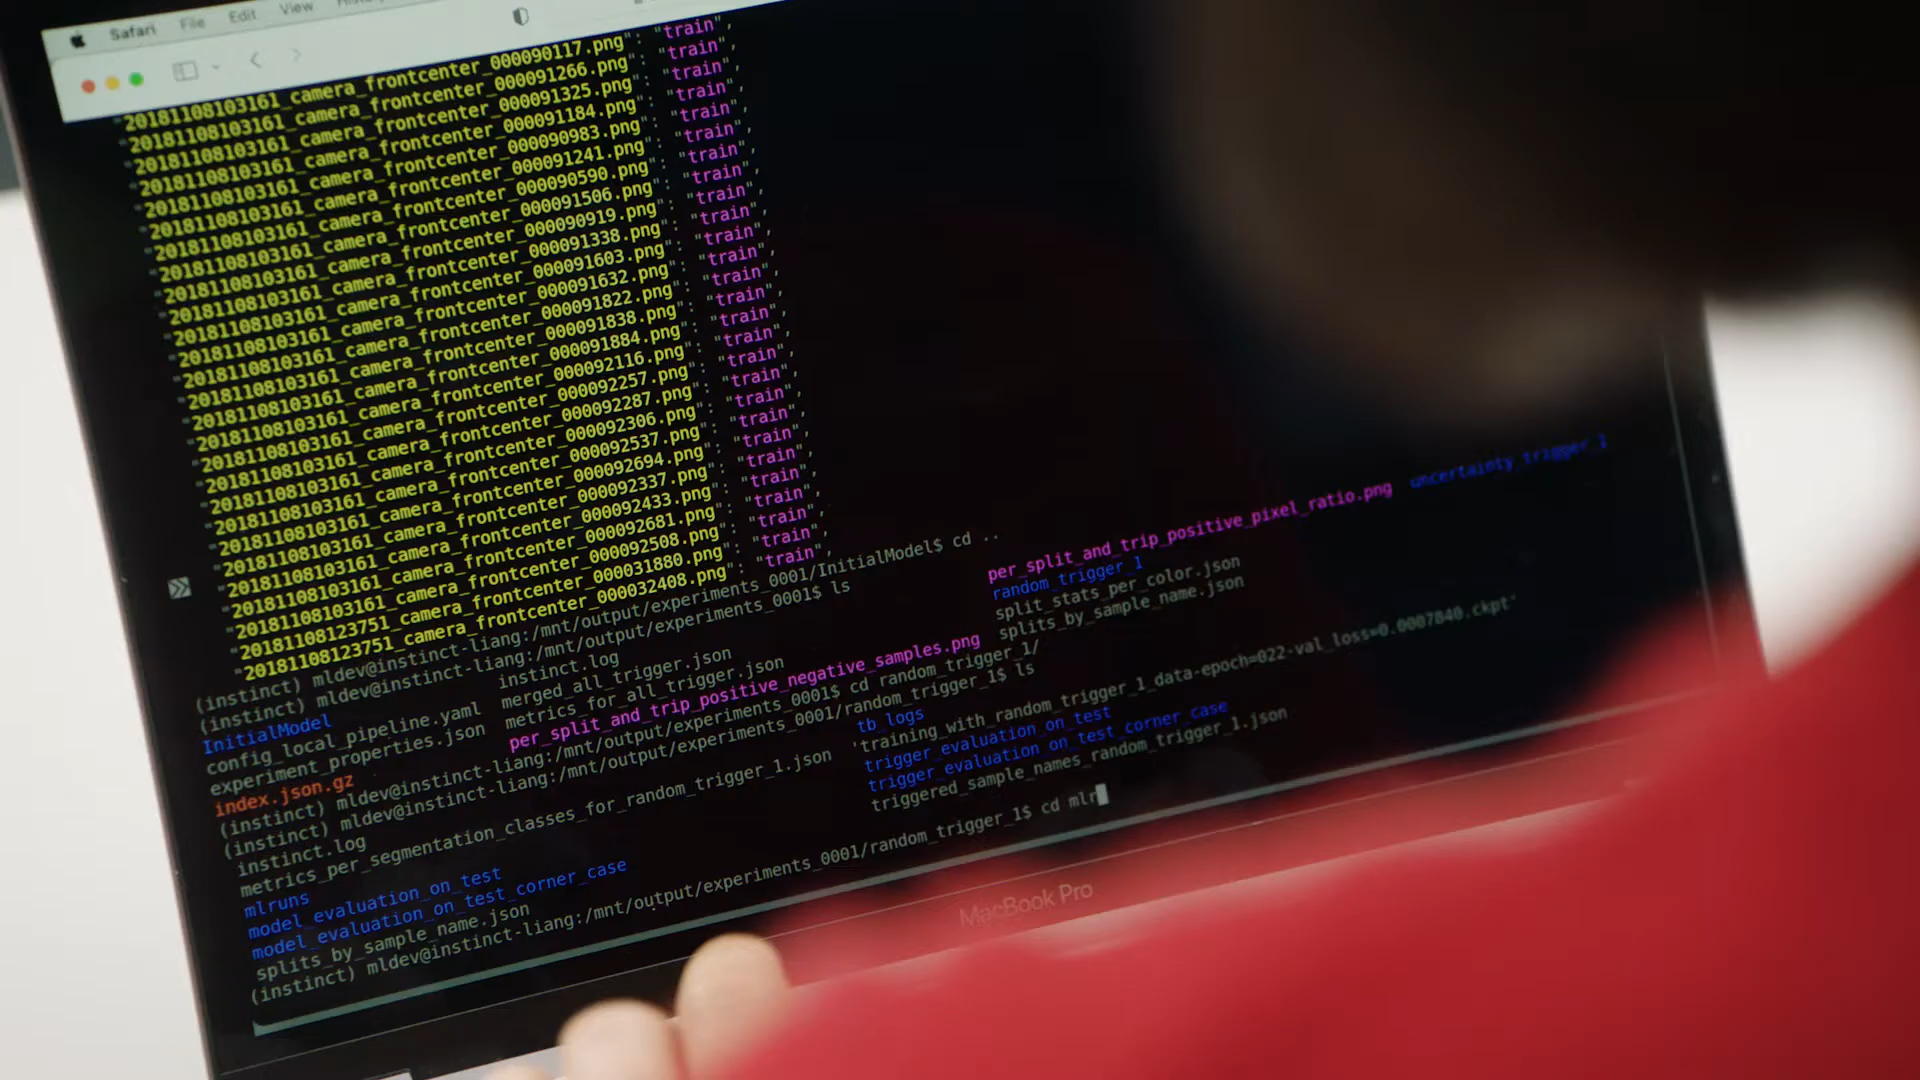 Safari File Edit View
"20181108103161_camera_frontcenter_000090117.png": "train",
"20181108103161_camera_frontcenter_000091266.png": "train",
"20181108103161_camera_frontcenter_000091325.png": "train",
"20181108103161_camera_frontcenter_000091184.png": "train",
"20181108103161_camera_frontcenter_000090983.png": "train",
"20181108103161_camera_frontcenter_000091241.png": "train",
"20181108103161_camera_frontcenter_000090590.png": "train",
"20181108103161_camera_frontcenter_000091506.png": "train",
"20181108103161_camera_frontcenter_000090919.png": "train",
"20181108103161_camera_frontcenter_000091338.png": "train",
"20181108103161_camera_frontcenter_000091603.png": "train",
"20181108103161_camera_frontcenter_000091632.png": "train",
"20181108103161_camera_frontcenter_000091822.png": "train",
"20181108103161_camera_frontcenter_000091838.png": "train",
"20181108103161_camera_frontcenter_000091884.png": "train",
"20181108103161_camera_frontcenter_000092116.png": "train",
"20181108103161_camera_frontcenter_000092257.png": "train",
"20181108103161_camera_frontcenter_000092287.png": "train",
"20181108103161_camera_frontcenter_000092306.png": "train",
"20181108103161_camera_frontcenter_000092537.png": "train",
"20181108103161_camera_frontcenter_000092694.png": "train",
"20181108103161_camera_frontcenter_000092337.png": "train",
"20181108103161_camera_frontcenter_000092433.png": "train",
"20181108103161_camera_frontcenter_000092681.png": "train",
"20181108103161_camera_frontcenter_000092508.png": "train",
"20181108123751_camera_frontcenter_000031880.png": "train",
"20181108123751_camera_frontcenter_000032408.png": "train",
(instinct) mldev@instinct-liang:/mnt/output/experiments_0001/InitialModel$ cd ..
(instinct) mldev@instinct-liang:/mnt/output/experiments_0001$ ls
InitialModel instinct.log per_split_and_trip_positive_pixel_ratio.png uncertainty_trigger_1
config_local_pipeline.yaml merged_all_trigger.json random_trigger_1
experiment_properties.json metrics_for_all_trigger.json split_stats_per_color.json
index.json.gz per_split_and_trip_positive_negative_samples.png splits_by_sample_name.json
(instinct) mldev@instinct-liang:/mnt/output/experiments_0001$ cd random_trigger_1/
(instinct) mldev@instinct-liang:/mnt/output/experiments_0001/random_trigger_1$ ls
instinct.log tb_logs
metrics_per_segmentation_classes_for_random_trigger_1.json 'training_with_random_trigger_1_data-epoch=022-val_loss=0.0007840.ckpt'
mlruns trigger_evaluation_on_test
model_evaluation_on_test trigger_evaluation_on_test_corner_case
model_evaluation_on_test_corner_case triggered_sample_names_random_trigger_1.json
splits_by_sample_name.json
(instinct) mldev@instinct-liang:/mnt/output/experiments_0001/random_trigger_1$ cd mlr
MacBook Pro